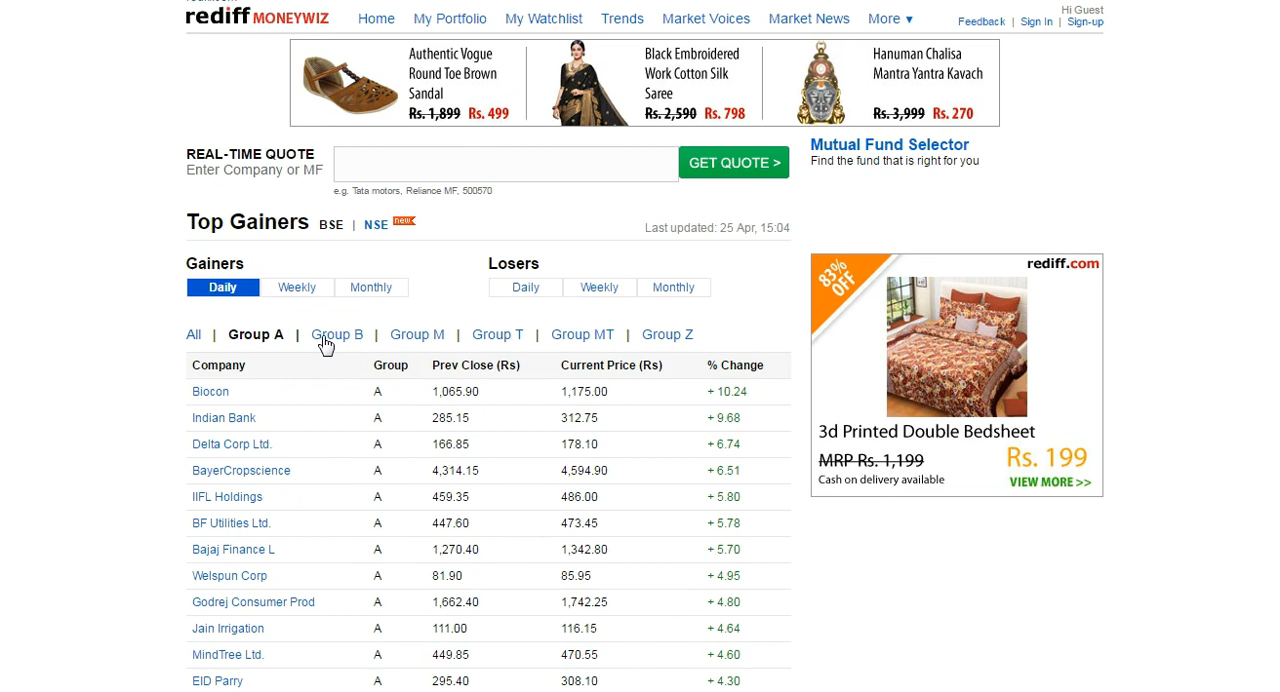 rediff MONEYWIZ
Home My Portfolio My Watchlist Trends Market Voices Market News More ▼
Hi Guest
Feedback | Sign In | Sign-up
Authentic Vogue
Round Toe Brown
Sandal
Rs. 1,899 Rs. 499
Black Embroidered
Work Cotton Silk
Saree
Rs. 2,590 Rs. 798
Hanuman Chalisa
Mantra Yantra Kavach
Rs. 3,999 Rs. 270
REAL-TIME QUOTE
Enter Company or MF
GET QUOTE >
e.g. Tata motors, Reliance MF, 500570
Mutual Fund Selector
Find the fund that is right for you
Top Gainers BSE | NSE new
Last updated: 25 Apr, 15:04
Gainers
Daily Weekly Monthly
Losers
Daily Weekly Monthly
All | Group A | Group B | Group M | Group T | Group MT | Group Z
Company Group Prev Close (Rs) Current Price (Rs) % Change
Biocon A 1,065.90 1,175.00 + 10.24
Indian Bank A 285.15 312.75 + 9.68
Delta Corp Ltd. A 166.85 178.10 + 6.74
BayerCropscience A 4,314.15 4,594.90 + 6.51
IIFL Holdings A 459.35 486.00 + 5.80
BF Utilities Ltd. A 447.60 473.45 + 5.78
Bajaj Finance L A 1,270.40 1,342.80 + 5.70
Welspun Corp A 81.90 85.95 + 4.95
Godrej Consumer Prod A 1,662.40 1,742.25 + 4.80
Jain Irrigation A 111.00 116.15 + 4.64
MindTree Ltd. A 449.85 470.55 + 4.60
EID Parry A 295.40 308.10 + 4.30
83% OFF
rediff.com
3d Printed Double Bedsheet
MRP Rs. 1,199 Rs. 199
Cash on delivery available VIEW MORE >>